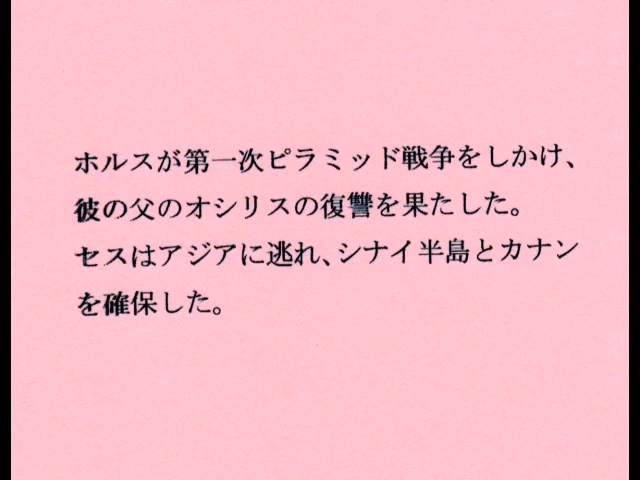 ホルスが第一次ピラミッド戦争をしかけ、
彼の父のオシリスの復讐を果たした。
セスはアジアに逃れ、シナイ半島とカナン
を確保した。